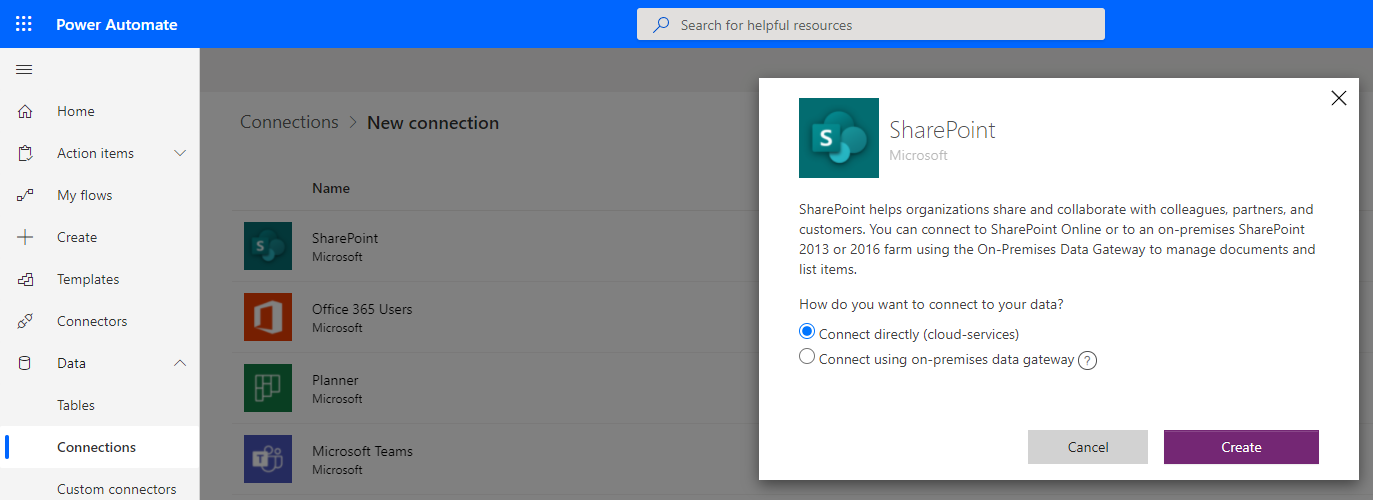 Power Automate
Search for helpful resources
Home
Action items
My flows
Create
Templates
Connectors
Data
Tables
Connections
Custom connectors
Connections > New connection
Name
SharePoint
Microsoft
Office 365 Users
Microsoft
Planner
Microsoft
Microsoft Teams
Microsoft
S
SharePoint
Microsoft
SharePoint helps organizations share and collaborate with colleagues, partners, and
customers. You can connect to SharePoint Online or to an on-premises SharePoint
2013 or 2016 farm using the On-Premises Data Gateway to manage documents and
list items.
How do you want to connect to your data?
Connect directly (cloud-services)
Connect using on-premises data gateway ?
Cancel
Create